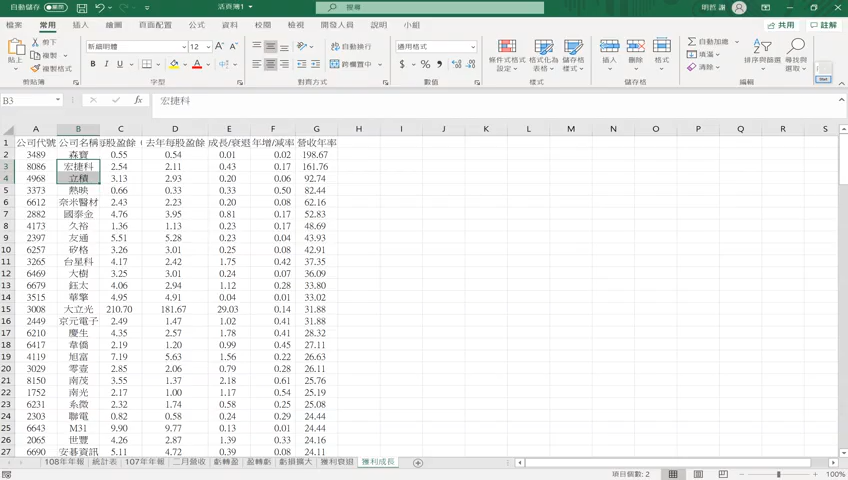 自動儲存 活頁簿1 搜尋 明哲 謝
檔案 常用 插入 繪圖 頁面配置 公式 資料 校閱 檢視 開發人員 說明 小組 共用 註解
貼上 剪下 複製 複製格式 剪貼簿
新細明體 12 B I U 字型
自動換行 跨欄置中 對齊方式
通用格式 $ % 數值
條件式格式設定 格式化為表格 儲存格樣式 樣式
插入 刪除 格式 儲存格
自動加總 填滿 清除 排序與篩選 尋找與選取 編輯
B3 fx 宏捷科
A B C D E F G H I J K L M N O P Q R S
1 公司代號 公司名稱 每股盈餘 去年每股盈餘 成長/衰退 年增/減率 營收年率
2 3489 森寶 0.55 0.54 0.01 0.02 198.67
3 8086 宏捷科 2.54 2.11 0.43 0.17 161.76
4 4968 立積 3.13 2.93 0.20 0.06 92.74
5 3373 熱映 0.66 0.33 0.33 0.50 82.44
6 6612 奈米醫材 2.43 2.23 0.20 0.08 62.16
7 2882 國泰金 4.76 3.95 0.81 0.17 52.83
8 4173 久裕 1.36 1.13 0.23 0.17 48.69
9 2397 友通 5.51 5.28 0.23 0.04 43.93
10 6257 矽格 3.26 3.01 0.25 0.08 42.91
11 3265 台星科 4.17 2.42 1.75 0.42 37.35
12 6469 大樹 3.25 3.01 0.24 0.07 36.09
13 6679 鈺太 4.06 2.94 1.12 0.28 33.80
14 3515 華擎 4.95 4.91 0.04 0.01 33.02
15 3008 大立光 210.70 181.67 29.03 0.14 31.88
16 2449 京元電子 2.49 1.47 1.02 0.41 31.88
17 6210 慶生 4.35 2.57 1.78 0.41 28.32
18 6417 韋僑 2.19 1.20 0.99 0.45 27.11
19 4119 旭富 7.19 5.63 1.56 0.22 26.63
20 3029 零壹 2.85 2.06 0.79 0.28 26.11
21 8150 南茂 3.55 1.37 2.18 0.61 25.76
22 1752 南光 2.17 1.00 1.17 0.54 25.19
23 6231 系微 2.32 1.74 0.58 0.25 25.08
24 2303 聯電 0.82 0.58 0.24 0.29 24.44
25 6643 M31 9.90 9.77 0.13 0.01 24.44
26 2065 世豐 4.26 2.87 1.39 0.33 24.16
27 6690 安碁資訊 5.11 4.72 0.39 0.08 24.11
108年年報 統計表 107年年報 二月營收 虧轉盈 盈轉虧 虧損擴大 獲利衰退 獲利成長
項目個數: 2 100%